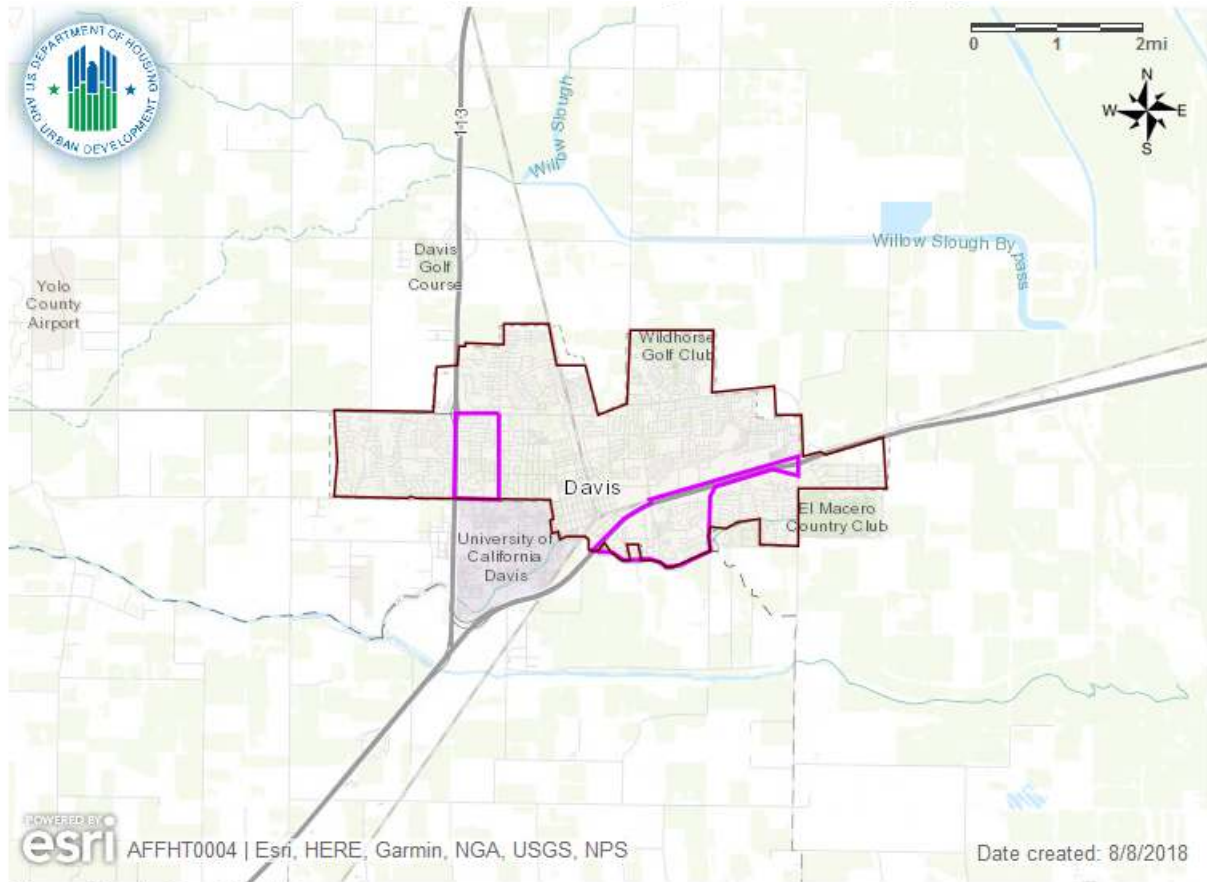 U.S. DEPARTMENT OF HOUSING
AND URBAN DEVELOPMENT
0 1 2mi
N
W E
S
113
Willow Slough
Willow Slough By pass
Davis
Golf
Course
Yolo
County
Airport
Wildhorse
Golf Club
Davis
El Macero
Country Club
University of
California
Davis
POWERED BY
esri
AFFHT0004 | Esri, HERE, Garmin, NGA, USGS, NPS
Date created: 8/8/2018